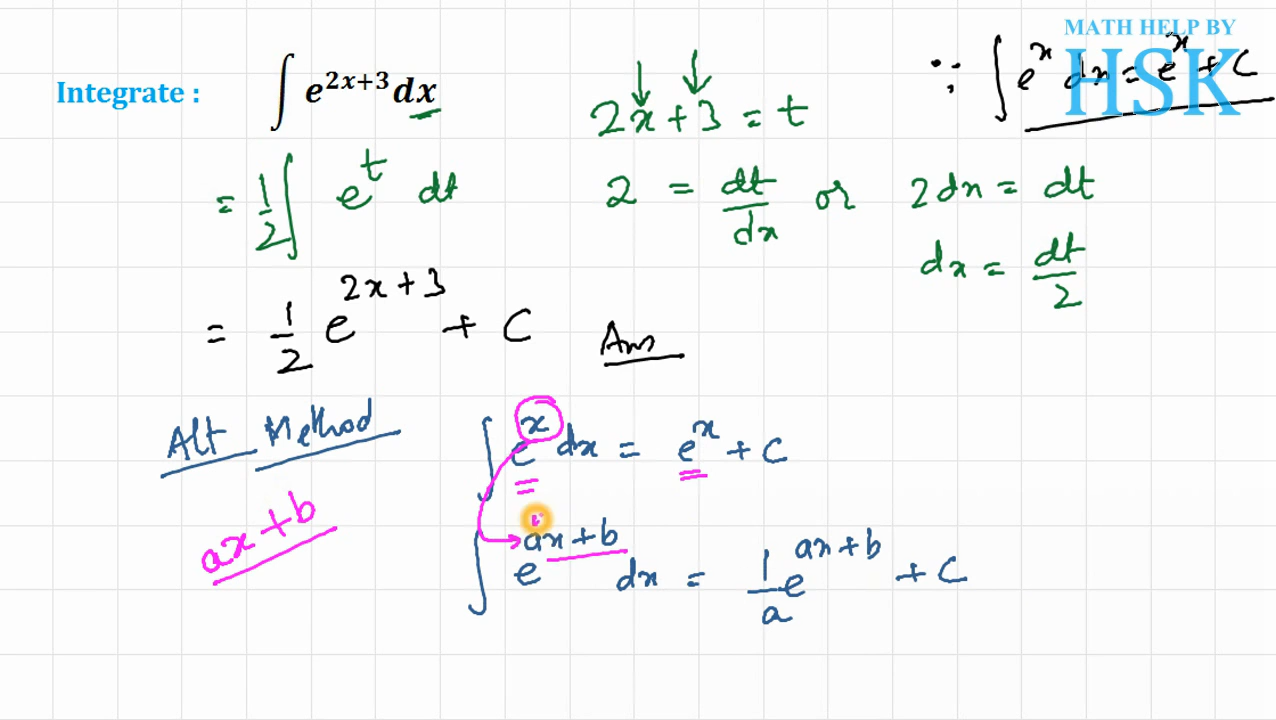 MATH HELP BY
HSK
Integrate : ∫ e^{2x+3} dx
2x + 3 = t
∵ ∫ e^x dx = e^x + C
= 1/2 ∫ e^t dt
2 = dt/dx or 2dx = dt
dx = dt/2
= 1/2 e^{2x+3} + C Ans
Alt Method
∫ e^x dx = e^x + C
ax+b
∫ e^{ax+b} dx = 1/a e^{ax+b} + C